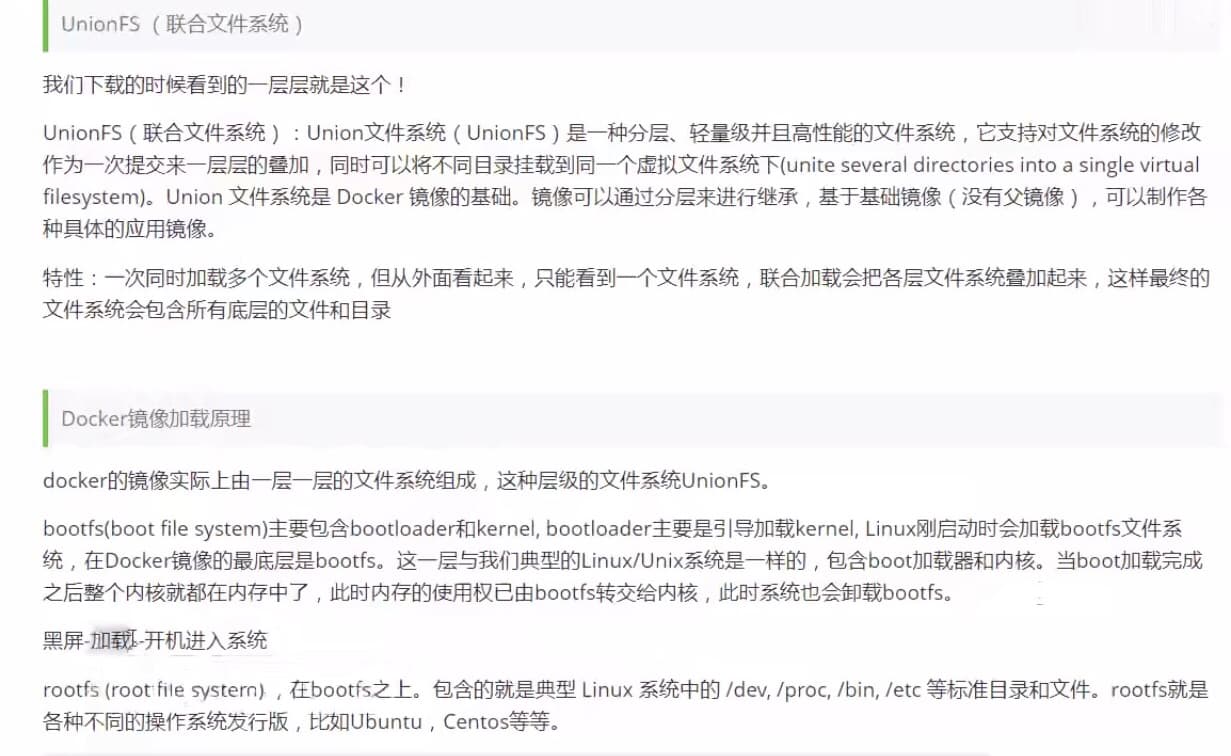 UnionFS （联合文件系统）
我们下载的时候看到的一层层就是这个！
UnionFS（联合文件系统）：Union文件系统（UnionFS）是一种分层、轻量级并且高性能的文件系统，它支持对文件系统的修改
作为一次提交来一层层的叠加，同时可以将不同目录挂载到同一个虚拟文件系统下(unite several directories into a single virtual
filesystem)。Union 文件系统是 Docker 镜像的基础。镜像可以通过分层来进行继承，基于基础镜像（没有父镜像），可以制作各
种具体的应用镜像。
特性：一次同时加载多个文件系统，但从外面看起来，只能看到一个文件系统，联合加载会把各层文件系统叠加起来，这样最终的
文件系统会包含所有底层的文件和目录
Docker镜像加载原理
docker的镜像实际上由一层一层的文件系统组成，这种层级的文件系统UnionFS。
bootfs(boot file system)主要包含bootloader和kernel, bootloader主要是引导加载kernel, Linux刚启动时会加载bootfs文件系
统，在Docker镜像的最底层是bootfs。这一层与我们典型的Linux/Unix系统是一样的，包含boot加载器和内核。当boot加载完成
之后整个内核就都在内存中了，此时内存的使用权已由bootfs转交给内核，此时系统也会卸载bootfs。
黑屏-加载--开机进入系统
rootfs (root file system) ，在bootfs之上。包含的就是典型 Linux 系统中的 /dev, /proc, /bin, /etc 等标准目录和文件。rootfs就是
各种不同的操作系统发行版，比如Ubuntu，Centos等等。